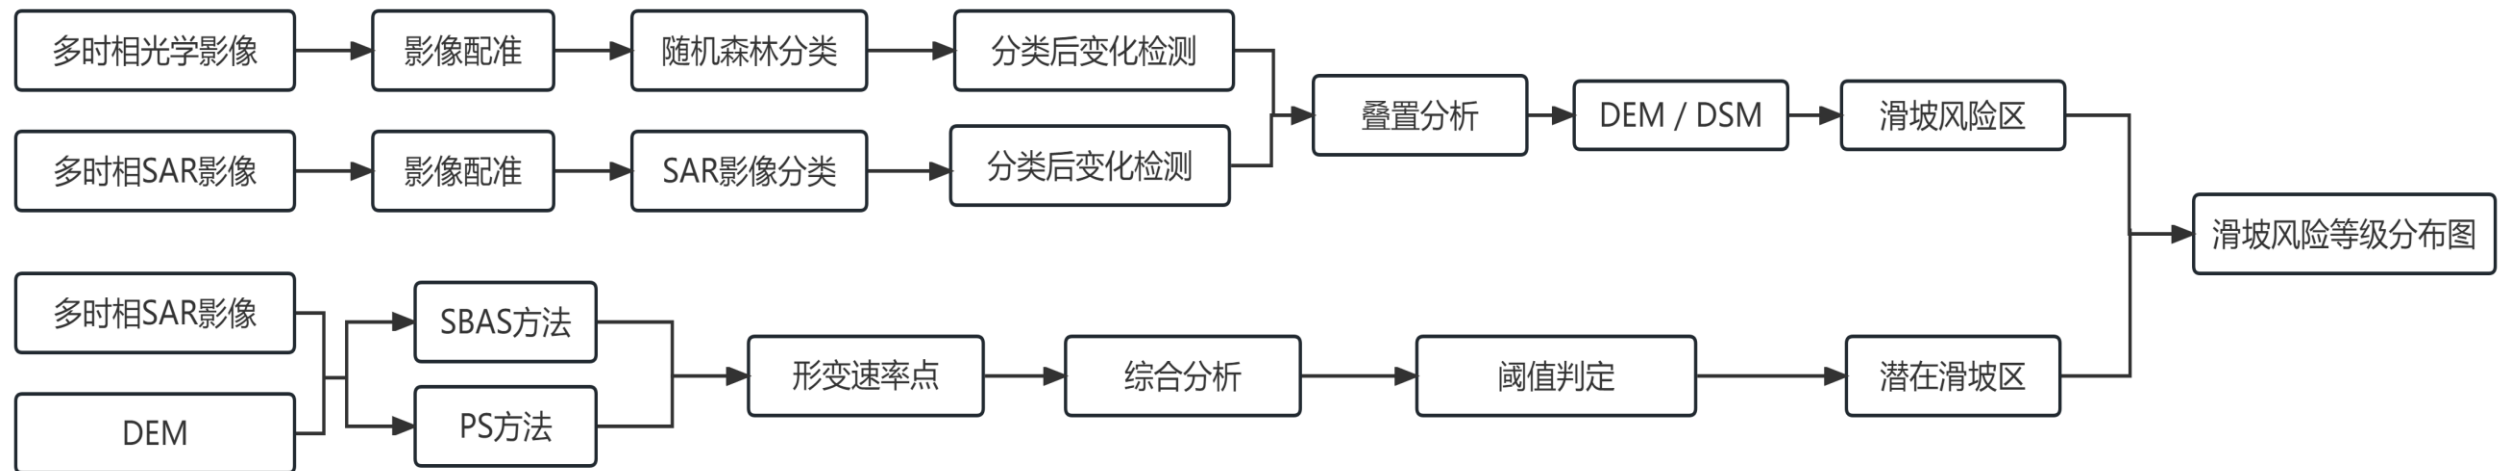 多时相光学影像
影像配准
随机森林分类
分类后变化检测
多时相SAR影像
影像配准
SAR影像分类
分类后变化检测
叠置分析
DEM / DSM
滑坡风险区
滑坡风险等级分布图
多时相SAR影像
DEM
SBAS方法
PS方法
形变速率点
综合分析
阈值判定
潜在滑坡区